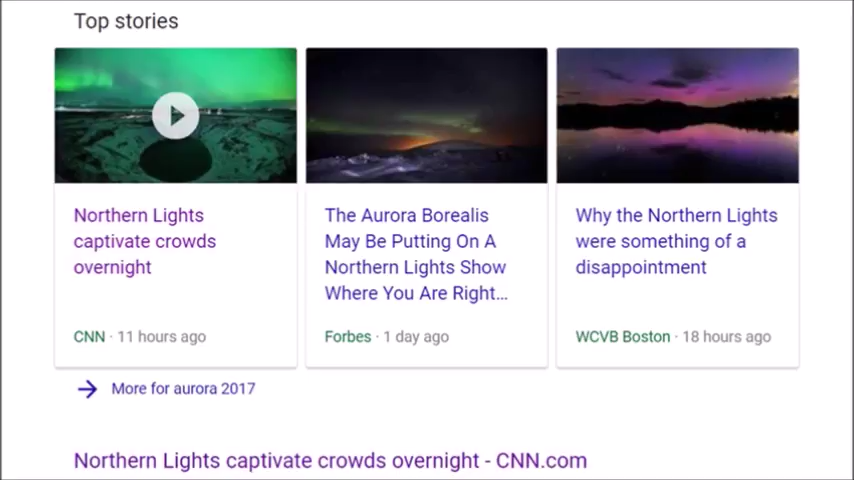 Top stories
Northern Lights
captivate crowds
overnight
CNN · 11 hours ago
The Aurora Borealis
May Be Putting On A
Northern Lights Show
Where You Are Right...
Forbes · 1 day ago
Why the Northern Lights
were something of a
disappointment
WCVB Boston · 18 hours ago
More for aurora 2017
Northern Lights captivate crowds overnight - CNN.com